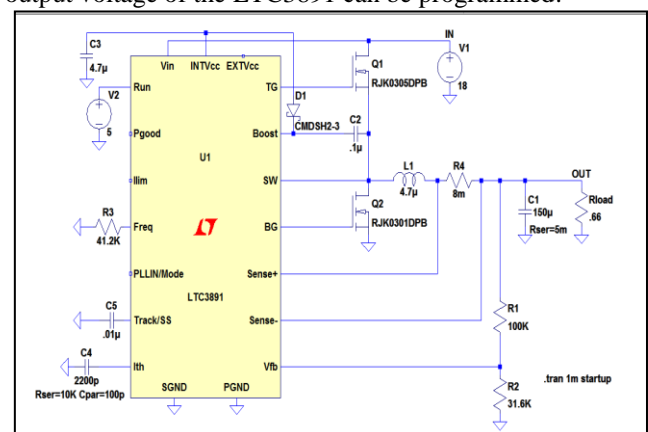 output voltage of the LTC3891 can be programmed.
C3
4.7µ
IN
V1
18
Vin INTVcc EXTVcc
Run
TG
Q1
RJK0305DPB
V2
5
D1
CMDSH2-3
Pgood
Boost
C2
.1µ
U1
Ilim
SW
L1
4.7µ
R4
8m
OUT
C1
150µ
Rser=5m
Rload
.66
R3
41.2K
Freq
BG
Q2
RJK0301DPB
PLLIN/Mode
Sense+
LTC3891
C5
.01µ
Track/SS
Sense-
R1
100K
C4
2200p
Rser=10K Cpar=100p
Ith
Vfb
SGND PGND
R2
31.6K
.tran 1m startup